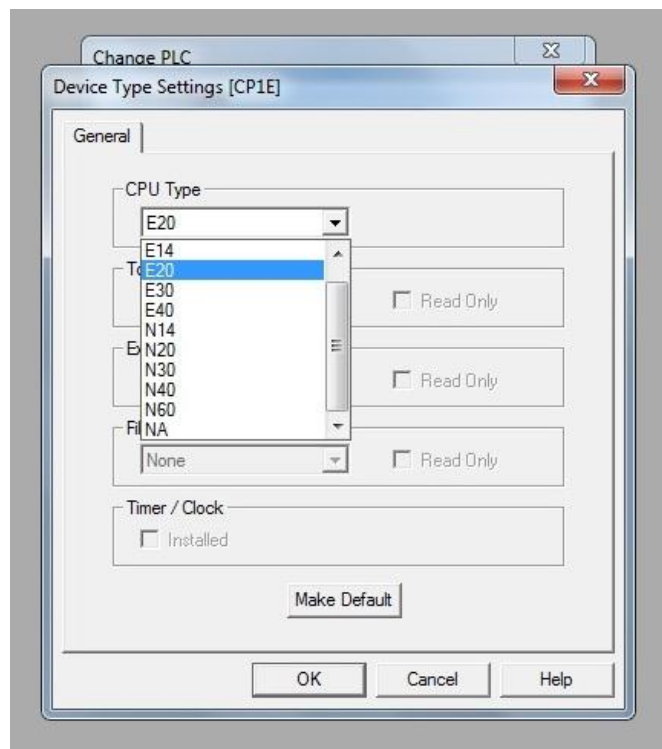 Change PLC
Device Type Settings [CP1E]
General
CPU Type
E20
E14
E20
E30
E40
N14
N20
N30
N40
N60
NA
Read Only
Read Only
None
Read Only
Timer / Clock
Installed
Make Default
OK Cancel Help